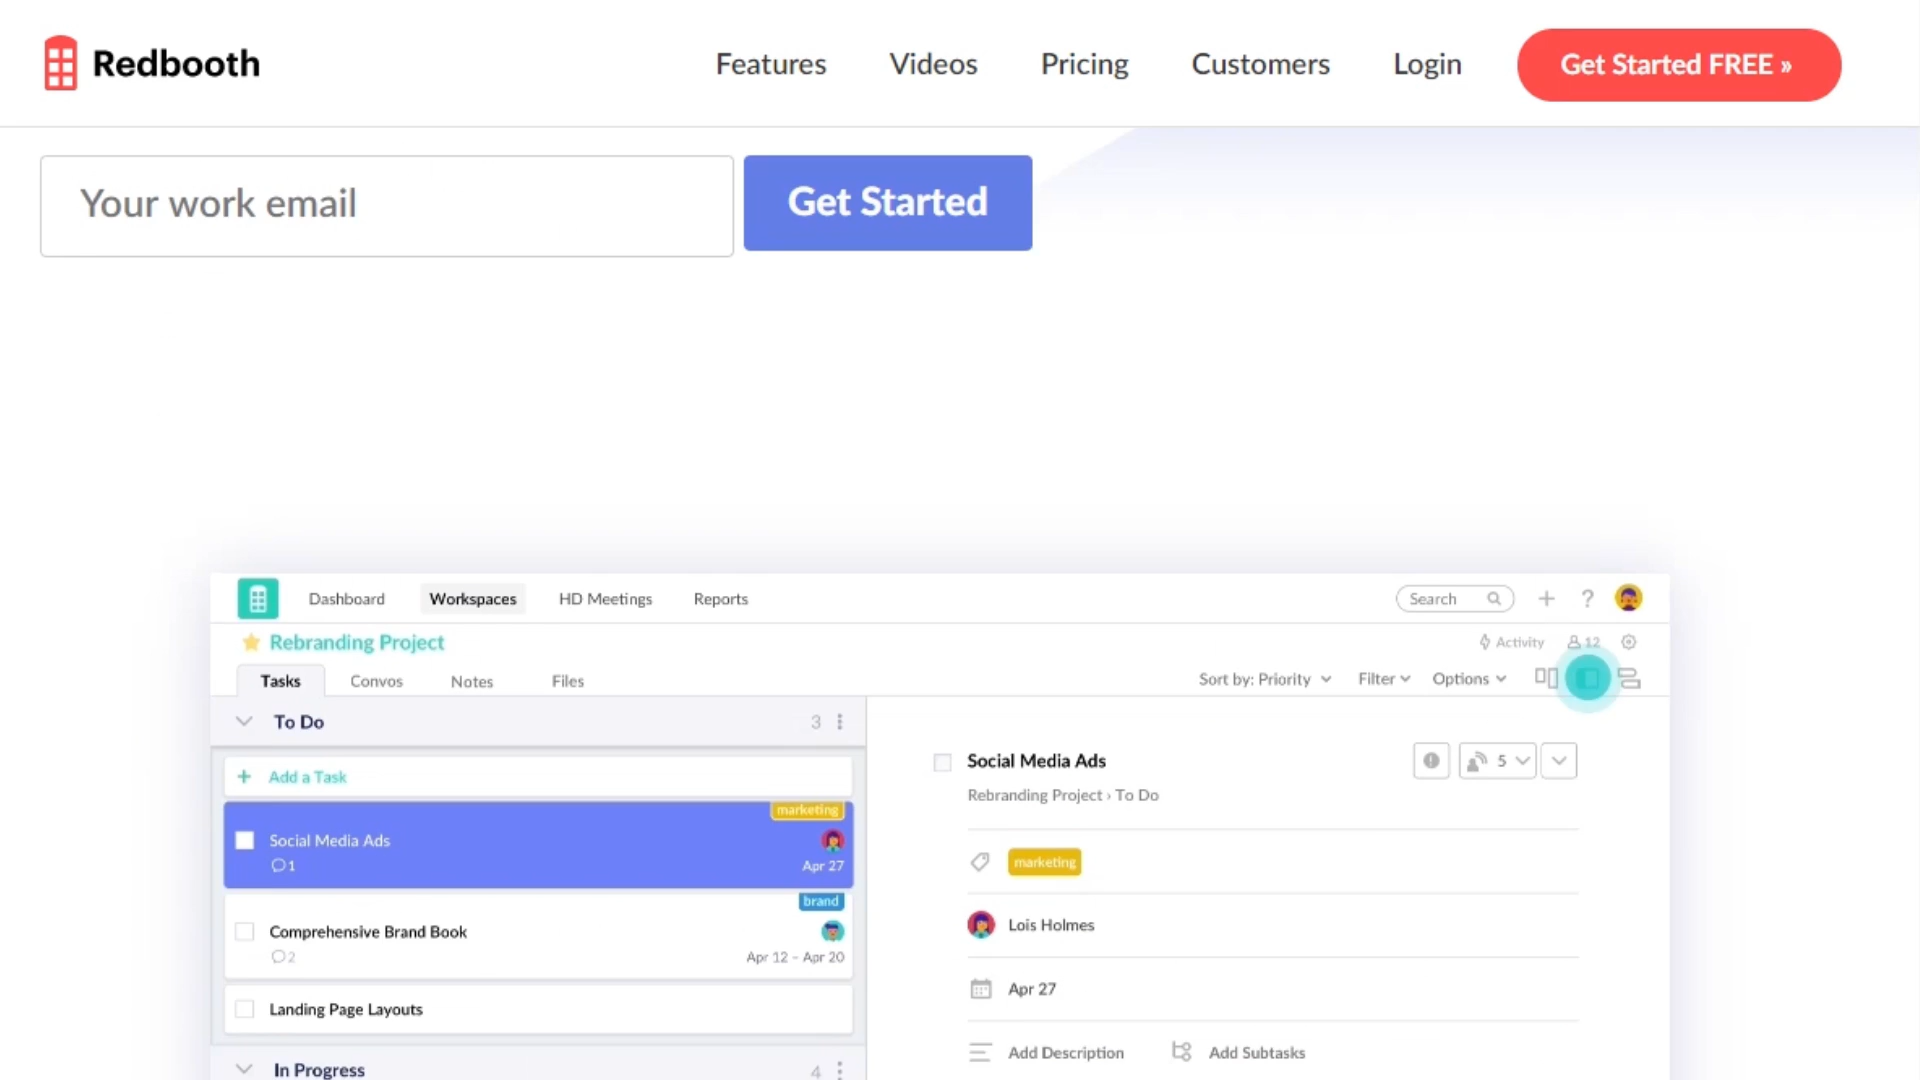 Redbooth
Features Videos Pricing Customers Login Get Started FREE »
Your work email Get Started
Dashboard Workspaces HD Meetings Reports Search ?
Rebranding Project Activity 12
Tasks Convos Notes Files Sort by: Priority Filter Options
To Do 3
+ Add a Task
marketing
Social Media Ads
1 Apr 27
brand
Comprehensive Brand Book
2 Apr 12 – Apr 20
Landing Page Layouts
In Progress 4
Social Media Ads 5
Rebranding Project › To Do
marketing
Lois Holmes
Apr 27
Add Description Add Subtasks